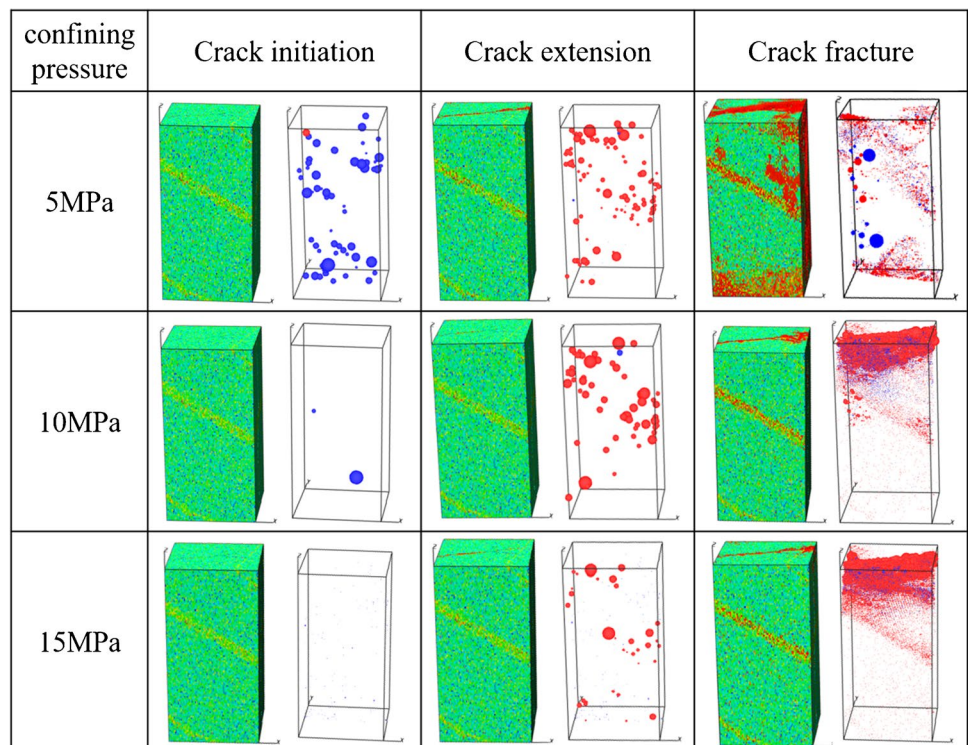 confining
pressure
Crack initiation
Crack extension
Crack fracture
5MPa
10MPa
15MPa